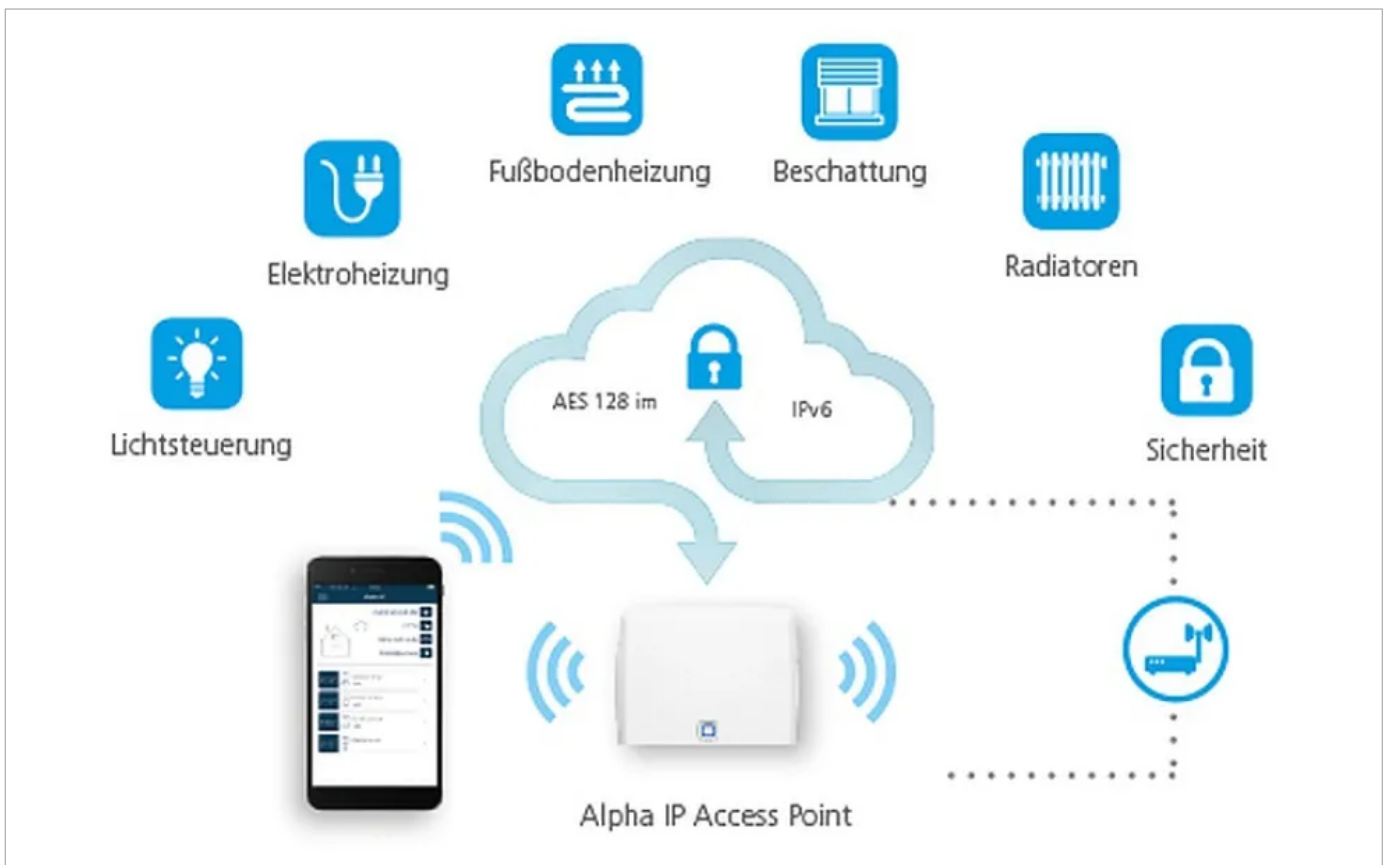 Fußbodenheizung
Beschattung
Elektroheizung
Radiatoren
Lichtsteuerung
AES 128 im
IPv6
Sicherheit
Alpha IP Access Point